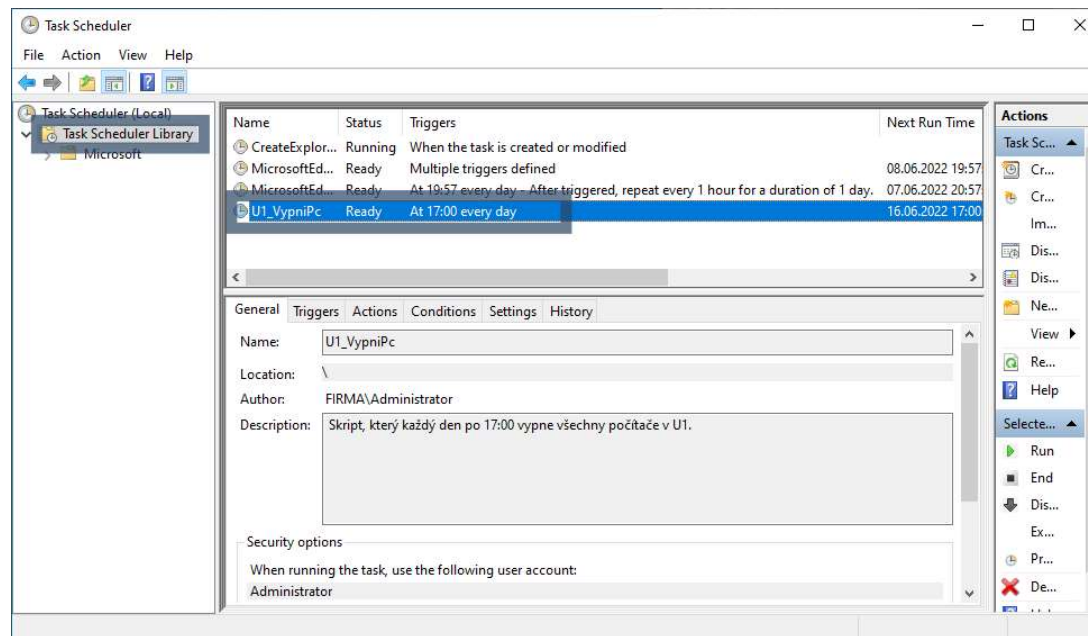 Task Scheduler
File Action View Help
Task Scheduler (Local)
Task Scheduler Library
Microsoft
Name Status Triggers Next Run Time
CreateExplor... Running When the task is created or modified
MicrosoftEd... Ready Multiple triggers defined 08.06.2022 19:57
MicrosoftEd... Ready At 19:57 every day - After triggered, repeat every 1 hour for a duration of 1 day. 07.06.2022 20:57
U1_VypniPc Ready At 17:00 every day 16.06.2022 17:00
General Triggers Actions Conditions Settings History
Name: U1_VypniPc
Location: \
Author: FIRMA\Administrator
Description: Skript, který každý den po 17:00 vypne všechny počítače v U1.
Security options
When running the task, use the following user account:
Administrator
Actions
Task Sc...
Cr...
Cr...
Im...
Dis...
Dis...
Ne...
View
Re...
Help
Selecte...
Run
End
Dis...
Ex...
Pr...
De...